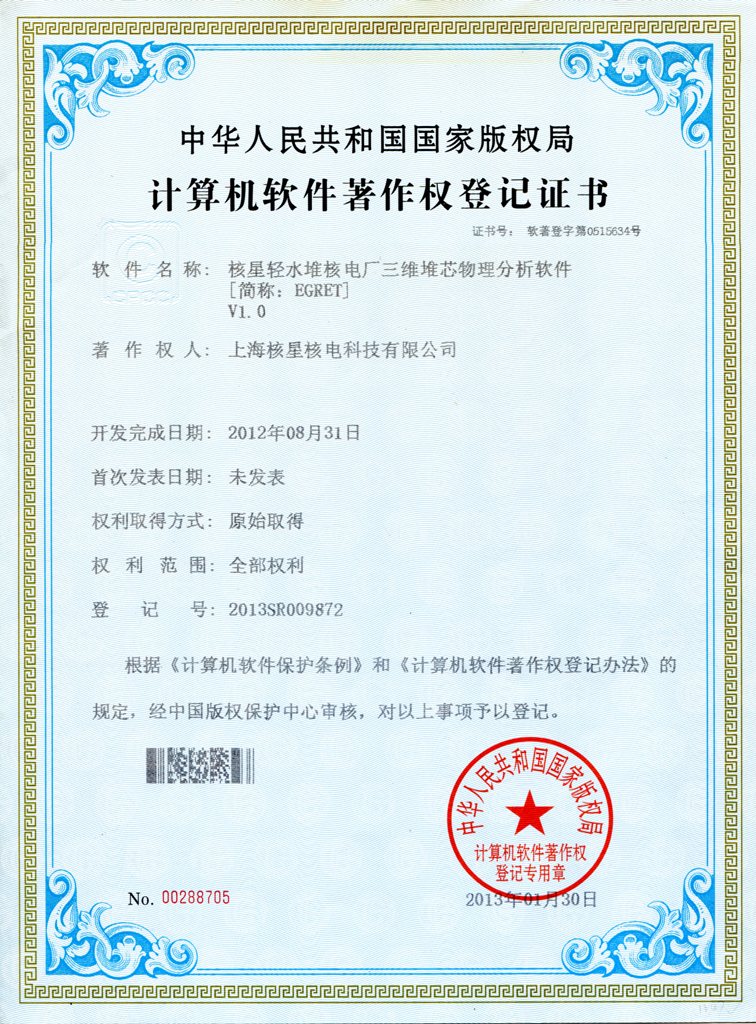 中华人民共和国国家版权局
计算机软件著作权登记证书
证书号： 软著登字第0515634号
软件名称： 核星轻水堆核电厂三维堆芯物理分析软件
[简称：EGRET]
V1.0
著作权人： 上海核星核电科技有限公司
开发完成日期： 2012年08月31日
首次发表日期： 未发表
权利取得方式： 原始取得
权利范围： 全部权利
登记号： 2013SR009872
根据《计算机软件保护条例》和《计算机软件著作权登记办法》的
规定，经中国版权保护中心审核，对以上事项予以登记。
中华人民共和国国家版权局
计算机软件著作权
登记专用章
No. 00288705
2013年01月30日